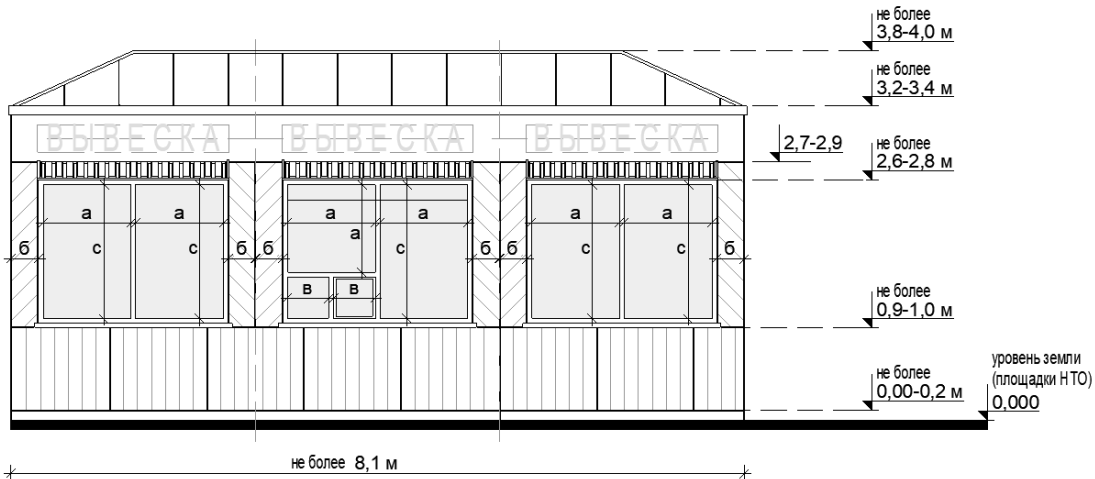 не более
3,8-4,0 м
не более
3,2-3,4 м
ВЫВЕСКА ВЫВЕСКА ВЫВЕСКА
2,7-2,9
не более
2,6-2,8 м
а а а а а а
а
б с с б б с б б с с б
в в
не более
0,9-1,0 м
уровень земли
(площадки НТО)
0,000
не более
0,00-0,2 м
не более 8,1 м